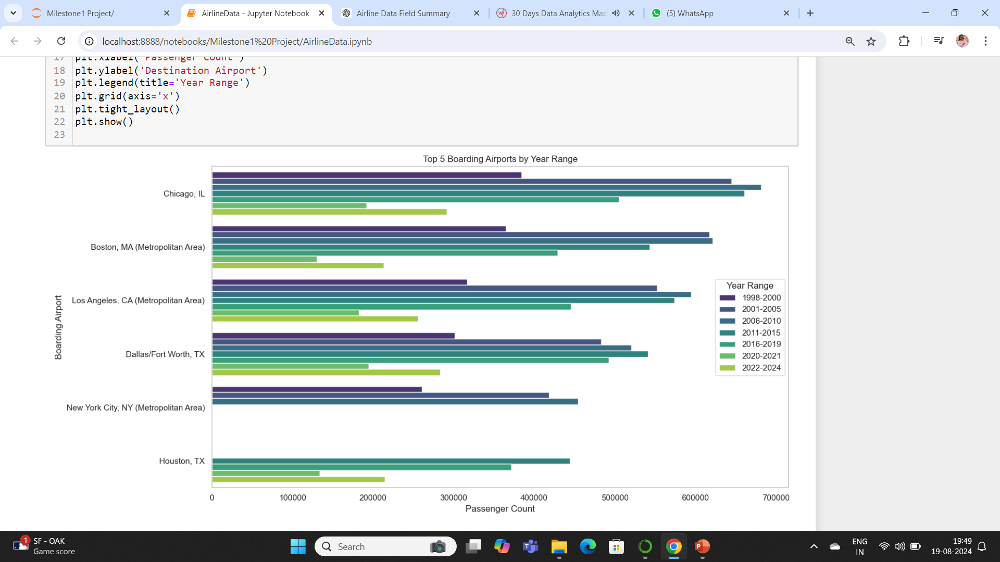 Milestone1 Project/
AirlineData - Jupyter Notebook
Airline Data Field Summary
30 Days Data Analytics Mas
(5) WhatsApp
localhost:8888/notebooks/Milestone1%20Project/AirlineData.ipynb
17 plt.xlabel('Passenger Count')
18 plt.ylabel('Destination Airport')
19 plt.legend(title='Year Range')
20 plt.grid(axis='x')
21 plt.tight_layout()
22 plt.show()
23
Top 5 Boarding Airports by Year Range
Boarding Airport
Chicago, IL
Boston, MA (Metropolitan Area)
Los Angeles, CA (Metropolitan Area)
Dallas/Fort Worth, TX
New York City, NY (Metropolitan Area)
Houston, TX
Year Range
1998-2000
2001-2005
2006-2010
2011-2015
2016-2019
2020-2021
2022-2024
0 100000 200000 300000 400000 500000 600000 700000
Passenger Count
1
SF - OAK
Game score
Search
ENG
IN
19:49
19-08-2024